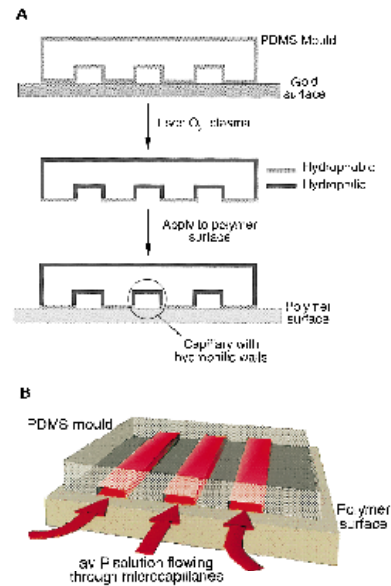 A
PDMS Mould
Gold
surface
plasma
Hydrophobic
Hydrophilic
Apply to polymer
surface
Polymer
surface
Capillary with
hydrophilic walls
B
PDMS mould
Polymer
surface
solution flowing
through microcapillaries